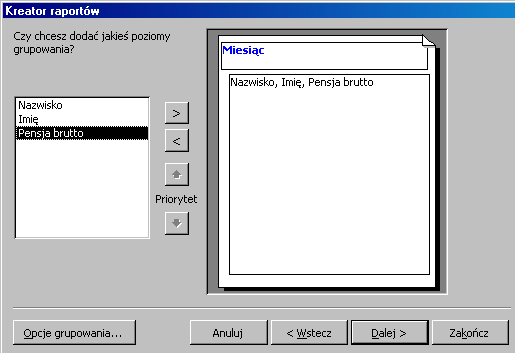 Kreator raportów
Czy chcesz dodać jakieś poziomy
grupowania?
Nazwisko
Imię
Pensja brutto
>
<
Priorytet
Miesiąc
Nazwisko, Imię, Pensja brutto
Opcje grupowania...
Anuluj
< Wstecz
Dalej >
Zakończ